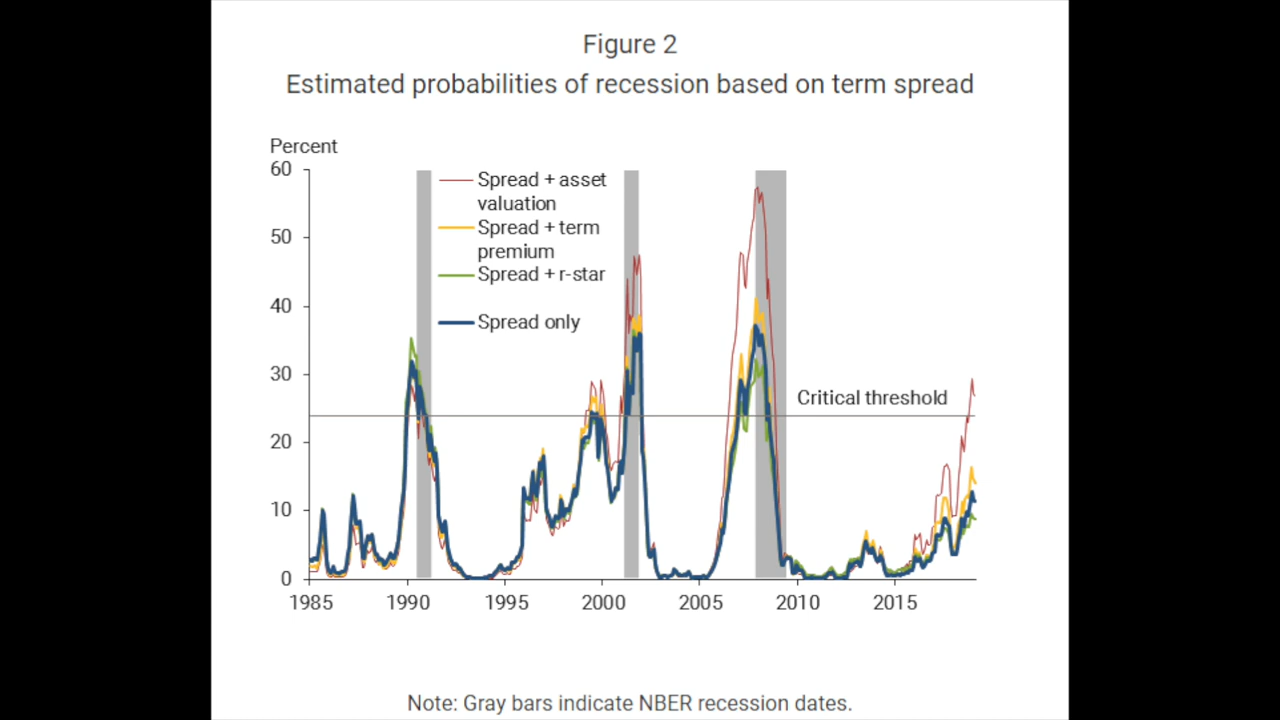 Figure 2
Estimated probabilities of recession based on term spread
Percent
60
50
40
30
20
10
0
Spread + asset
valuation
Spread + term
premium
Spread + r-star
Spread only
Critical threshold
1985 1990 1995 2000 2005 2010 2015
Note: Gray bars indicate NBER recession dates.